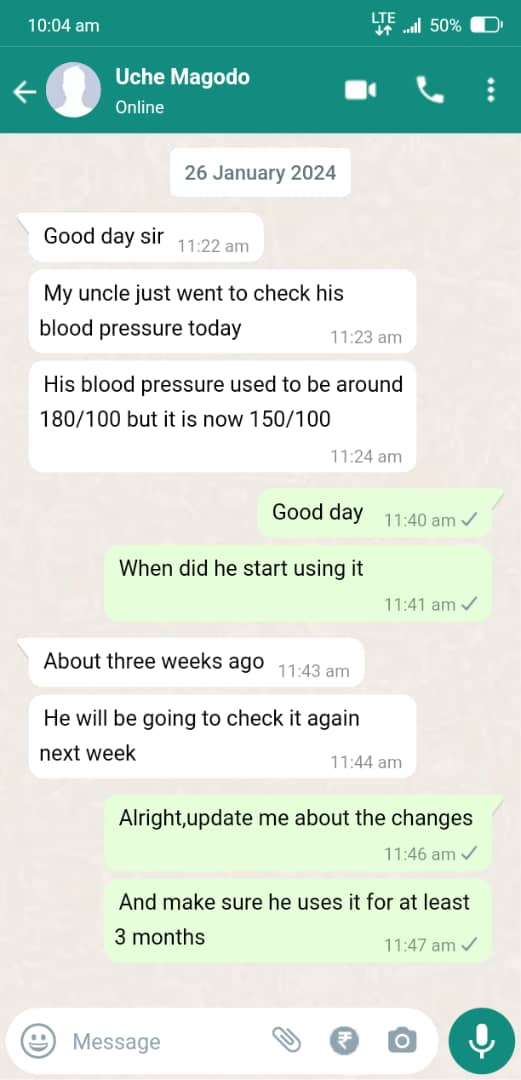 10:04 am LTE 50%
Uche Magodo
Online
26 January 2024
Good day sir 11:22 am
My uncle just went to check his
blood pressure today 11:23 am
His blood pressure used to be around
180/100 but it is now 150/100
11:24 am
Good day 11:40 am
When did he start using it
11:41 am
About three weeks ago 11:43 am
He will be going to check it again
next week 11:44 am
Alright,update me about the changes
11:46 am
And make sure he uses it for at least
3 months 11:47 am
Message ₹